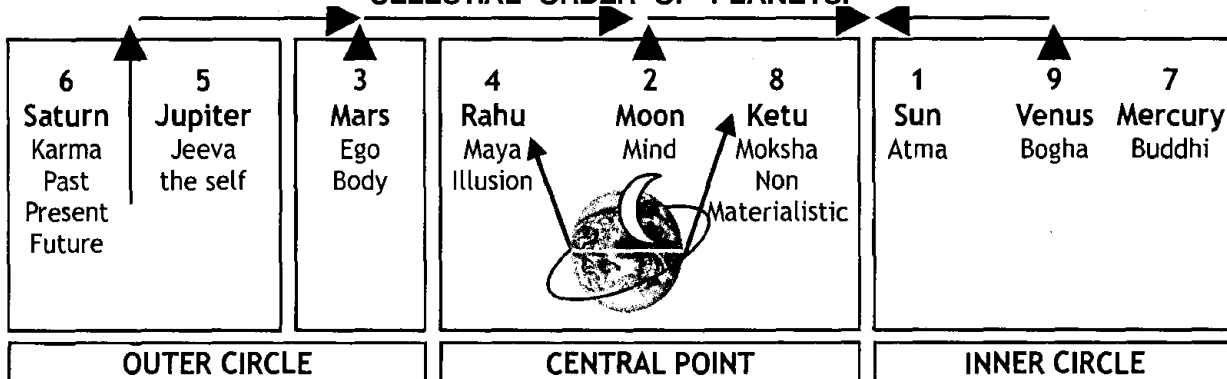 ORDER OF PLANETS
6
Saturn
Karma
Past
Present
Future
5
Jupiter
Jeeva
the self
3
Mars
Ego
Body
4
Rahu
Maya
Illusion
2
Moon
Mind
8
Ketu
Moksha
Non
Materialistic
1
Sun
Atma
9
Venus
Bogha
7
Mercury
Buddhi
OUTER CIRCLE
CENTRAL POINT
INNER CIRCLE